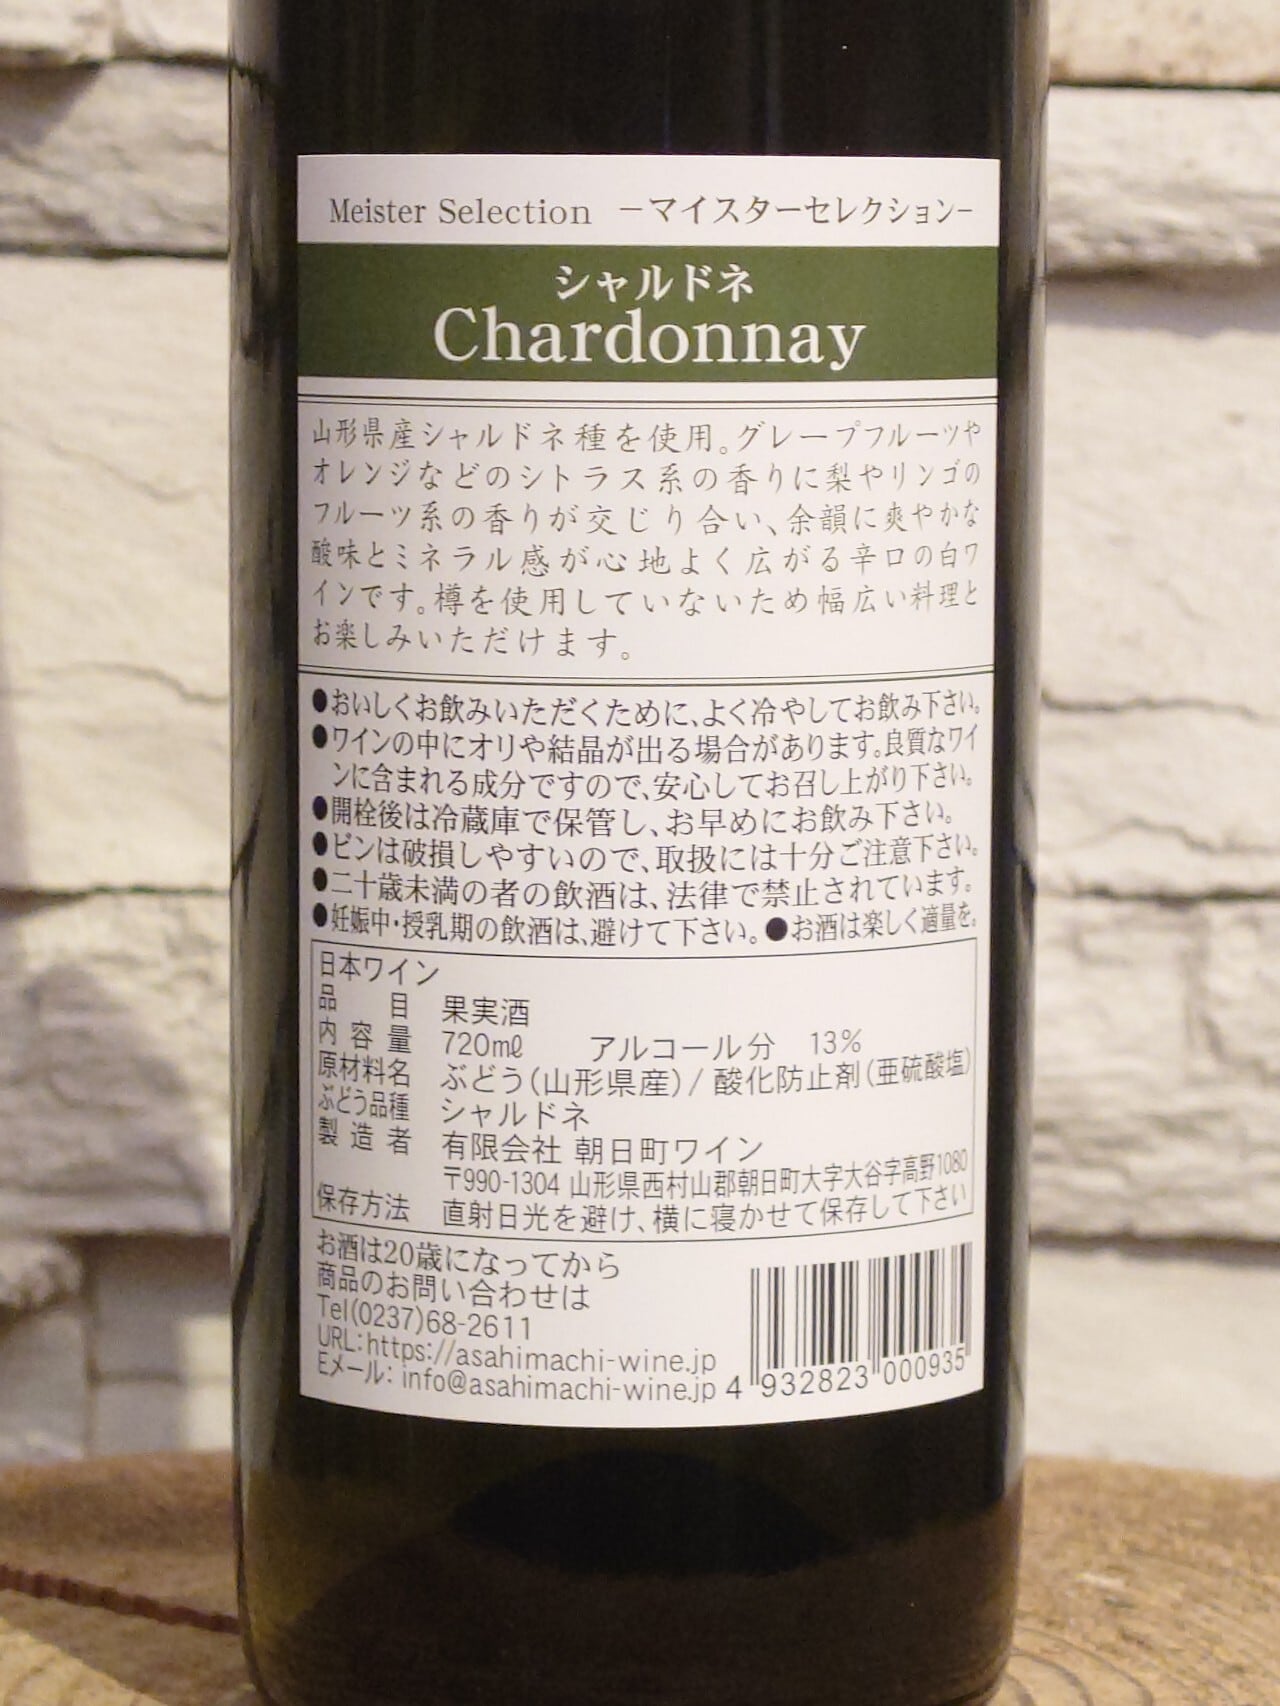 Meister Selection －マイスターセレクション－
シャルドネ
Chardonnay
山形県産シャルドネ種を使用。グレープフルーツや
オレンジなどのシトラス系の香りに梨やリンゴの
フルーツ系の香りが交じり合い、余韻に爽やかな
酸味とミネラル感が心地よく広がる辛口の白ワ
インです。樽を使用していないため幅広い料理と
お楽しみいただけます。
●おいしくお飲みいただくために、よく冷やしてお飲み下さい。
●ワインの中にオリや結晶が出る場合があります。良質なワイ
ンに含まれる成分ですので、安心してお召し上がり下さい。
●開栓後は冷蔵庫で保管し、お早めにお飲み下さい。
●ビンは破損しやすいので、取扱には十分ご注意下さい。
●二十歳未満の者の飲酒は、法律で禁止されています。
●妊娠中・授乳期の飲酒は、避けて下さい。●お酒は楽しく適量を。
日本ワイン
品目 果実酒
内容量 720mℓ アルコール分 13%
原材料名 ぶどう(山形県産)/酸化防止剤(亜硫酸塩)
ぶどう品種 シャルドネ
製造者 有限会社 朝日町ワイン
〒990-1304 山形県西村山郡朝日町大字大谷字高野1080
保存方法 直射日光を避け、横に寝かせて保存して下さい
お酒は20歳になってから
商品のお問い合わせは
Tel(0237)68-2611
URL:https://asahimachi-wine.jp
Eメール: info@asahimachi-wine.jp
4 932823 000935